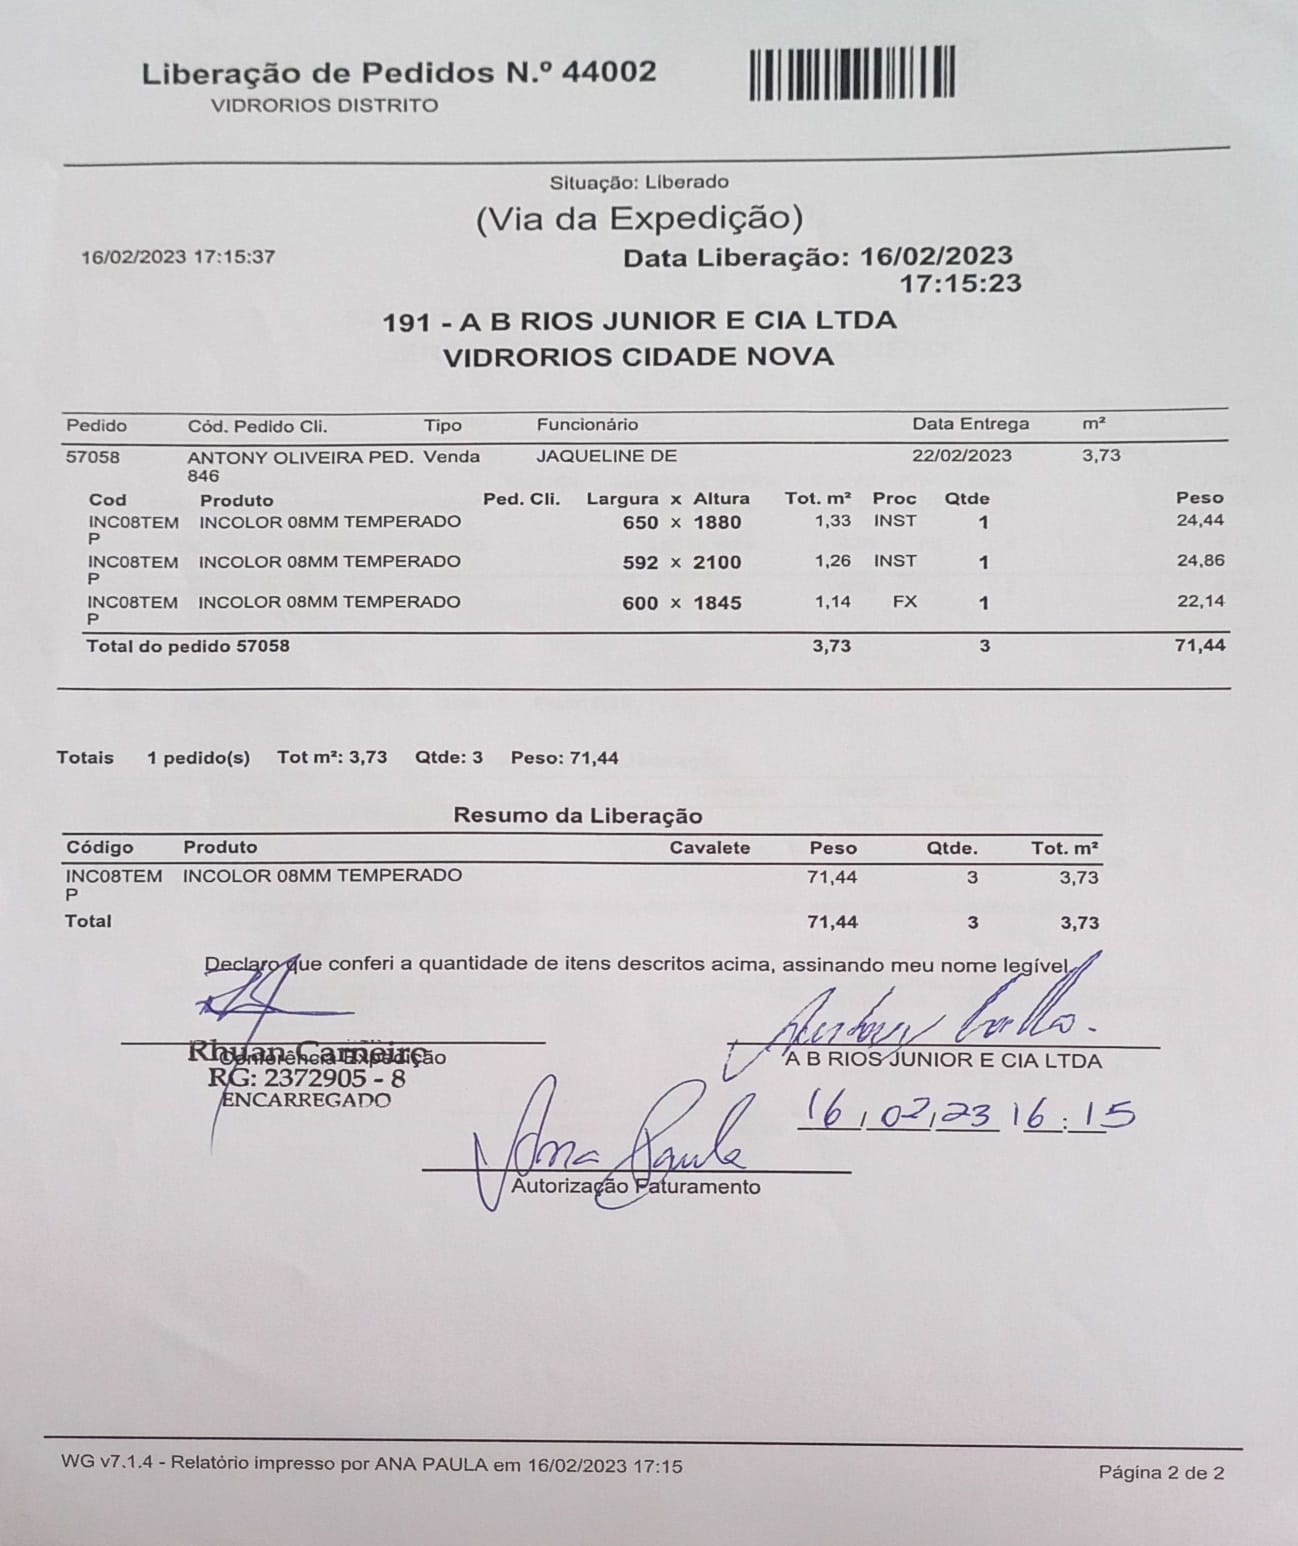 Liberação de Pedidos N.º 44002
VIDRORIOS DISTRITO
Situação: Liberado
(Via da Expedição)
16/02/2023 17:15:37
Data Liberação: 16/02/2023
17:15:23
191 - A B RIOS JUNIOR E CIA LTDA
VIDRORIOS CIDADE NOVA
Pedido Cód. Pedido Cli. Tipo Funcionário Data Entrega m²
57058 ANTONY OLIVEIRA PED. Venda JAQUELINE DE 22/02/2023 3,73
846
Cod Produto Ped. Cli. Largura x Altura Tot. m² Proc Qtde Peso
INC08TEM INCOLOR 08MM TEMPERADO 650 x 1880 1,33 INST 1 24,44
P
INC08TEM INCOLOR 08MM TEMPERADO 592 x 2100 1,26 INST 1 24,86
P
INC08TEM INCOLOR 08MM TEMPERADO 600 x 1845 1,14 FX 1 22,14
P
Total do pedido 57058 3,73 3 71,44
Totais 1 pedido(s) Tot m²: 3,73 Qtde: 3 Peso: 71,44
Resumo da Liberação
Código Produto Cavalete Peso Qtde. Tot. m²
INC08TEM INCOLOR 08MM TEMPERADO 71,44 3 3,73
P
Total 71,44 3 3,73
Declaro que conferi a quantidade de itens descritos acima, assinando meu nome legível
Rhuan Carneiro
Conferência Expedição
A B RIOS JUNIOR E CIA LTDA
RG: 2372905 - 8
ENCARREGADO
16/02/23 16:15
Ana Paula
Autorização Faturamento
WG v7.1.4 - Relatório impresso por ANA PAULA em 16/02/2023 17:15
Página 2 de 2